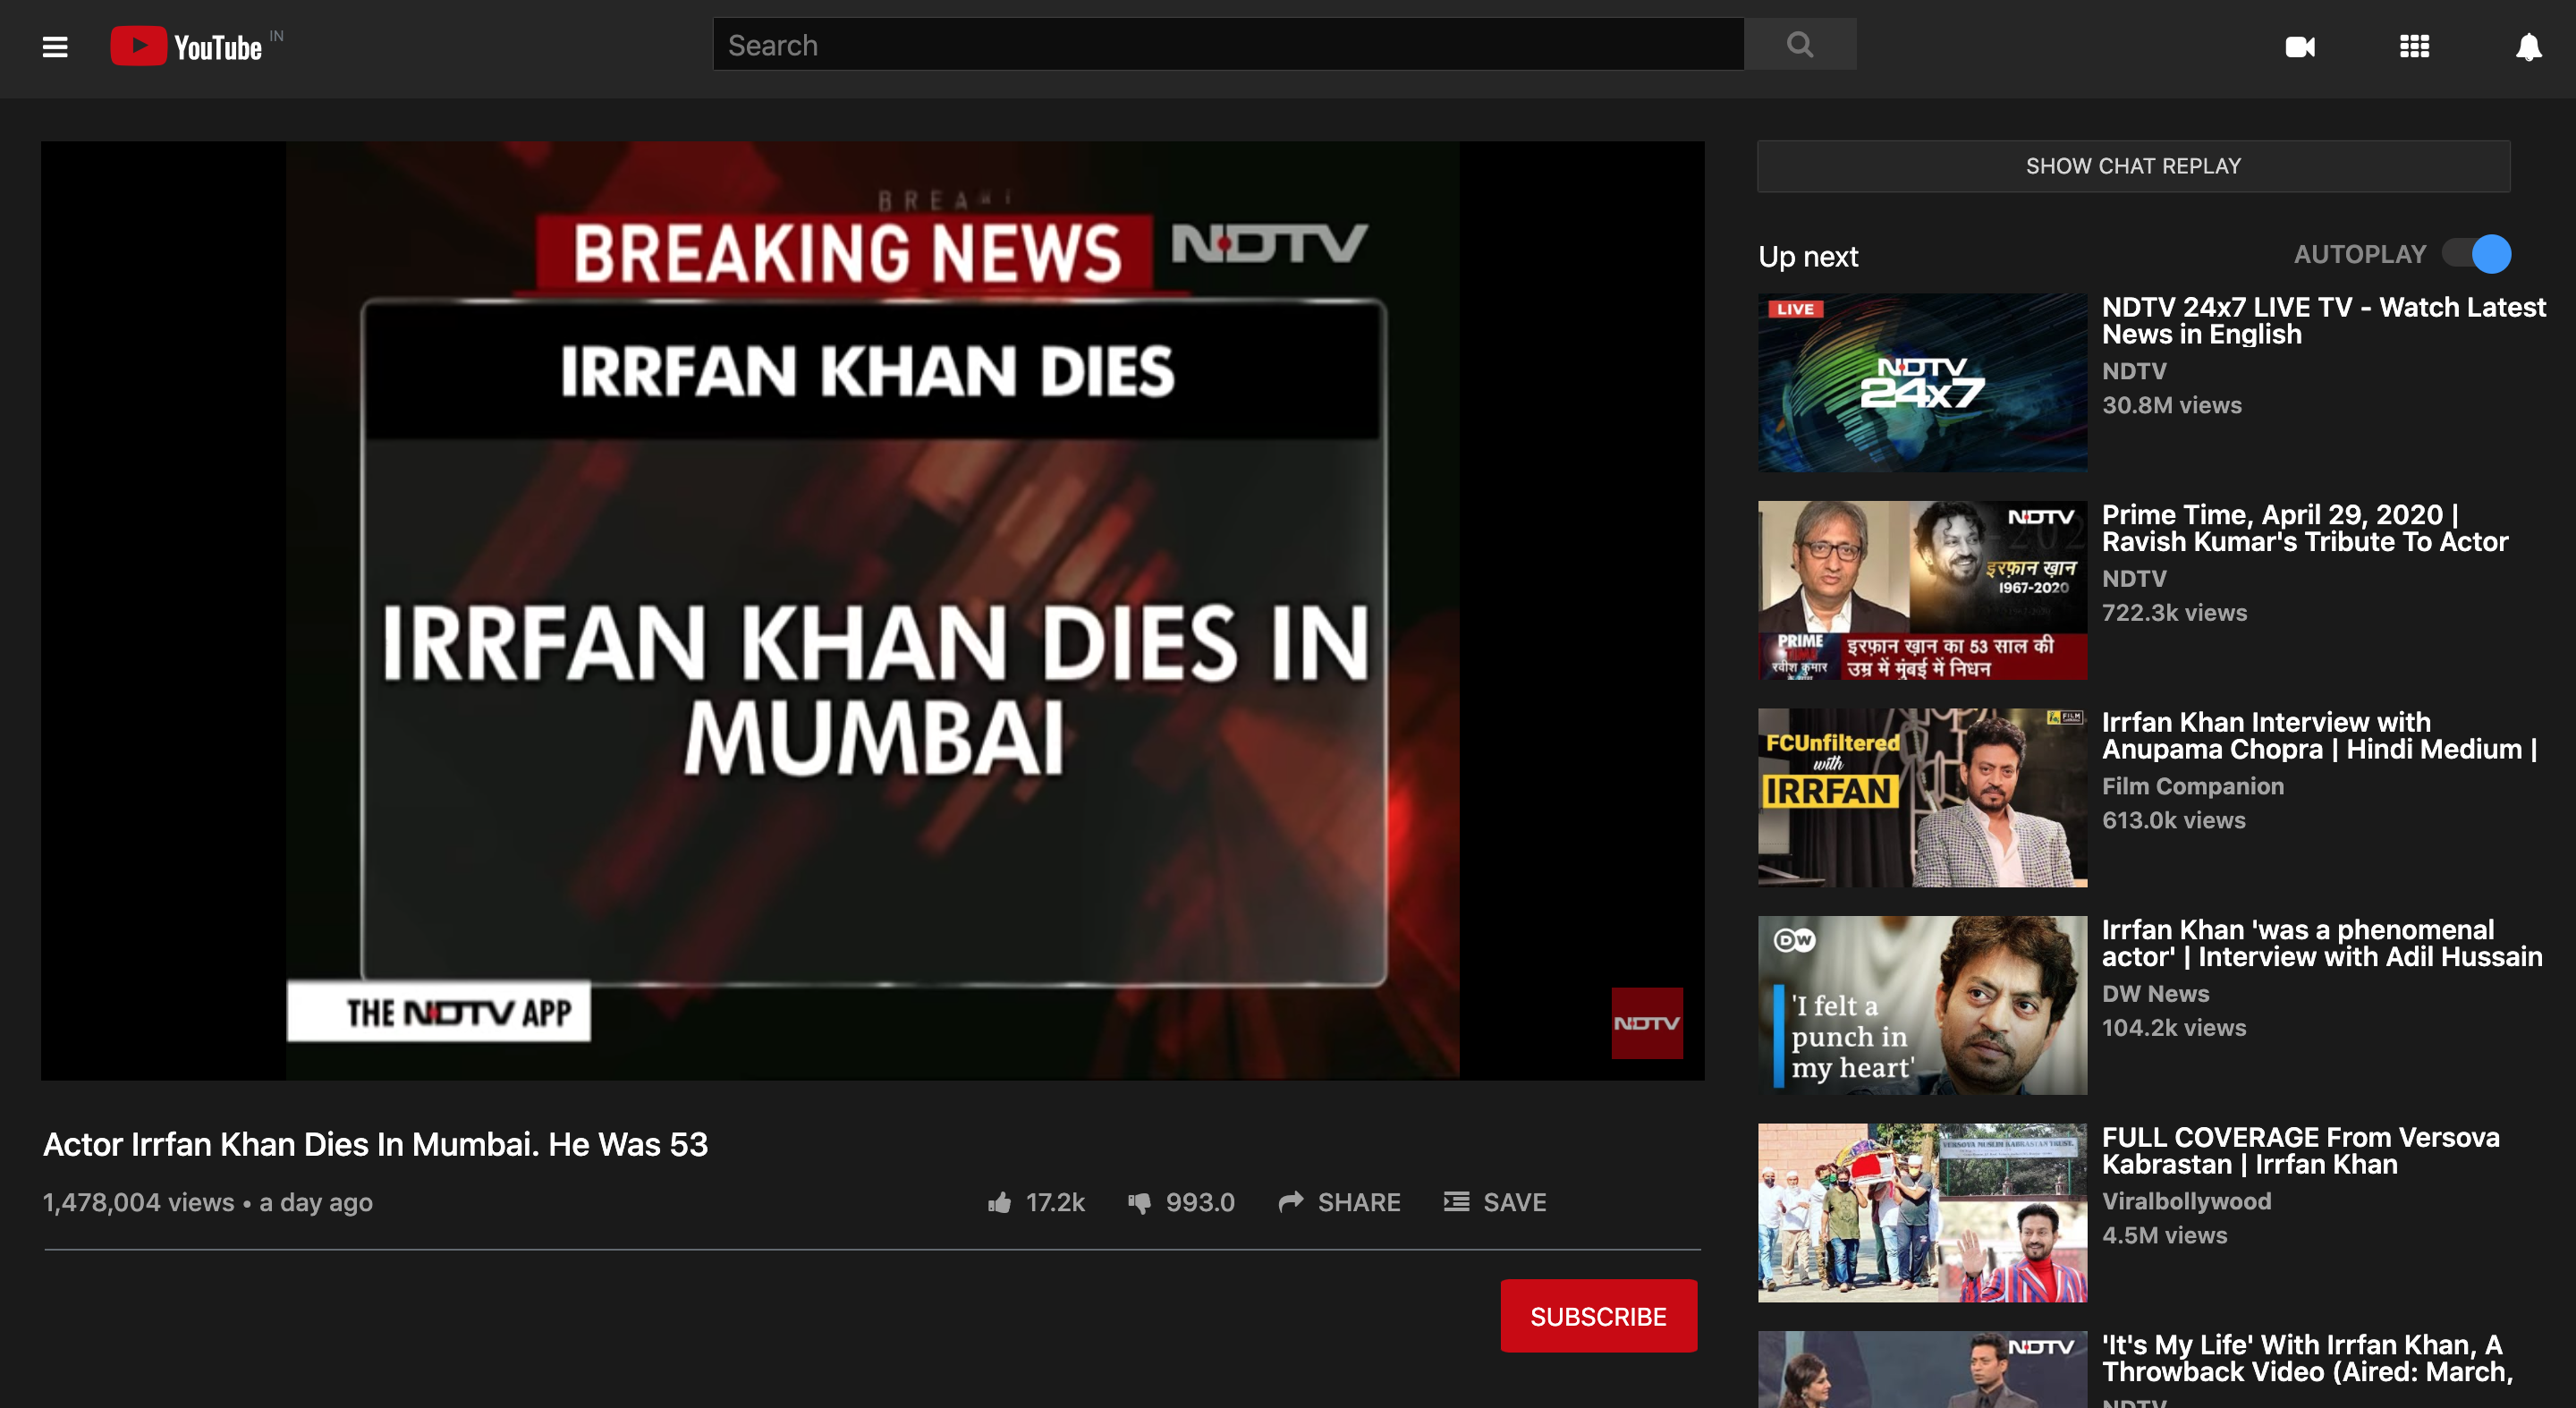 YouTube IN
Search
BREAKING NEWS NDTV
IRRFAN KHAN DIES
IRRFAN KHAN DIES IN
MUMBAI
THE NDTV APP
NDTV
Actor Irrfan Khan Dies In Mumbai. He Was 53
1,478,004 views • a day ago
17.2k
993.0
SHARE
SAVE
SUBSCRIBE
SHOW CHAT REPLAY
Up next
AUTOPLAY
LIVE
NDTV
24x7
NDTV 24x7 LIVE TV - Watch Latest
News in English
NDTV
30.8M views
NDTV
इरफ़ान ख़ान
1967-2020
PRIME
TIME
रवीश कुमार
इरफ़ान ख़ान का 53 साल की
उम्र में मुंबई में निधन
Prime Time, April 29, 2020 |
Ravish Kumar's Tribute To Actor
NDTV
722.3k views
FILM
FCUnfiltered
with
IRRFAN
Irrfan Khan Interview with
Anupama Chopra | Hindi Medium |
Film Companion
613.0k views
DW
'I felt a
punch in
my heart'
Irrfan Khan 'was a phenomenal
actor' | Interview with Adil Hussain
DW News
104.2k views
VERSOVA MUSLIM KABRASTAN TRUST.
FULL COVERAGE From Versova
Kabrastan | Irrfan Khan
Viralbollywood
4.5M views
NDTV
'It's My Life' With Irrfan Khan, A
Throwback Video (Aired: March,
NDTV